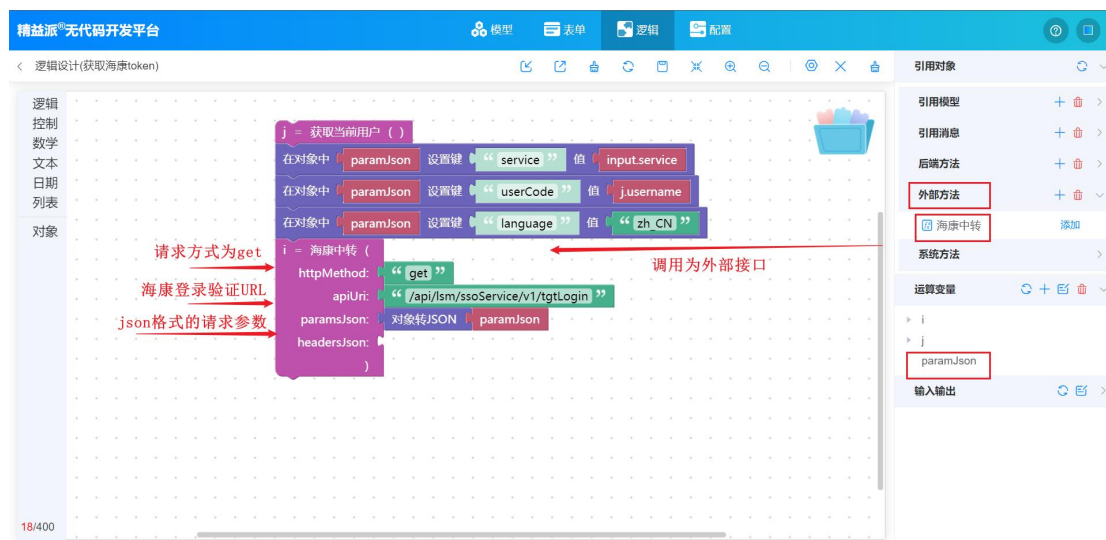 精益派®无代码开发平台
模型
表单
逻辑
配置
< 逻辑设计(获取海康token)
引用对象
逻辑
控制
数学
文本
日期
列表
对象
j = 获取当前用户 ( )
在对象中 paramJson 设置键 “ service ” 值 input.service
在对象中 paramJson 设置键 “ userCode ” 值 j.username
在对象中 paramJson 设置键 “ language ” 值 “ zh_CN ”
i = 海康中转 (
httpMethod: “ get ”
apiUri: “ /api/lsm/ssoService/v1/tgtLogin ”
paramsJson: 对象转JSON paramJson
headersJson:
)
请求方式为get
海康登录验证URL
json格式的请求参数
调用为外部接口
引用模型
引用消息
后端方法
外部方法
海康中转 添加
系统方法
运算变量
i
j
paramJson
输入输出
18/400